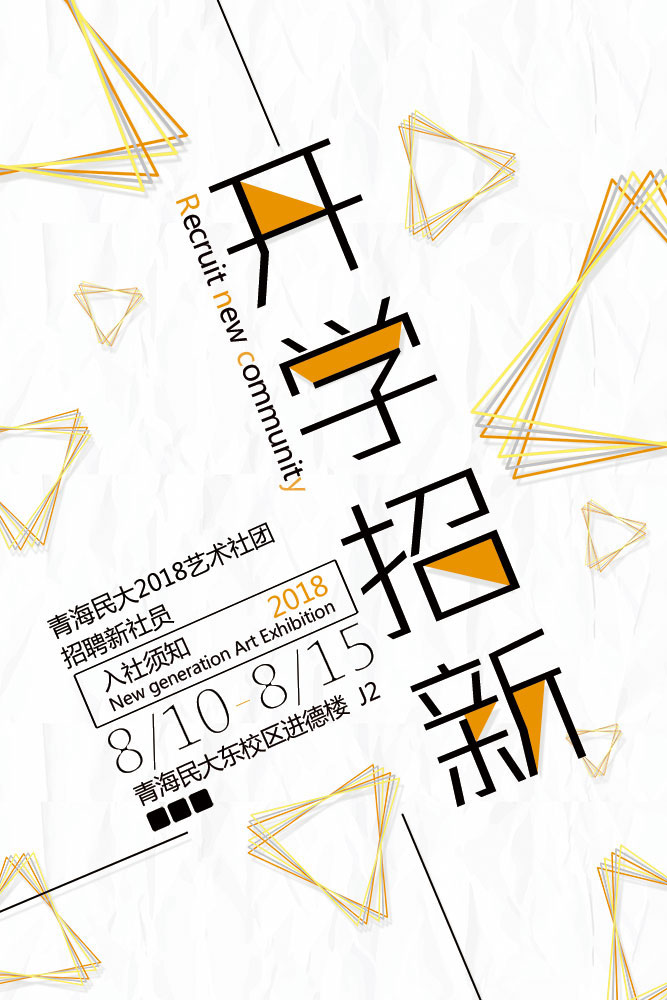 开学招新
Recruit new community
青海民大2018艺术社团
招聘新社员
入社须知 2018
New generation Art Exhibition
8/10-8/15
青海民大东校区进德楼 J2